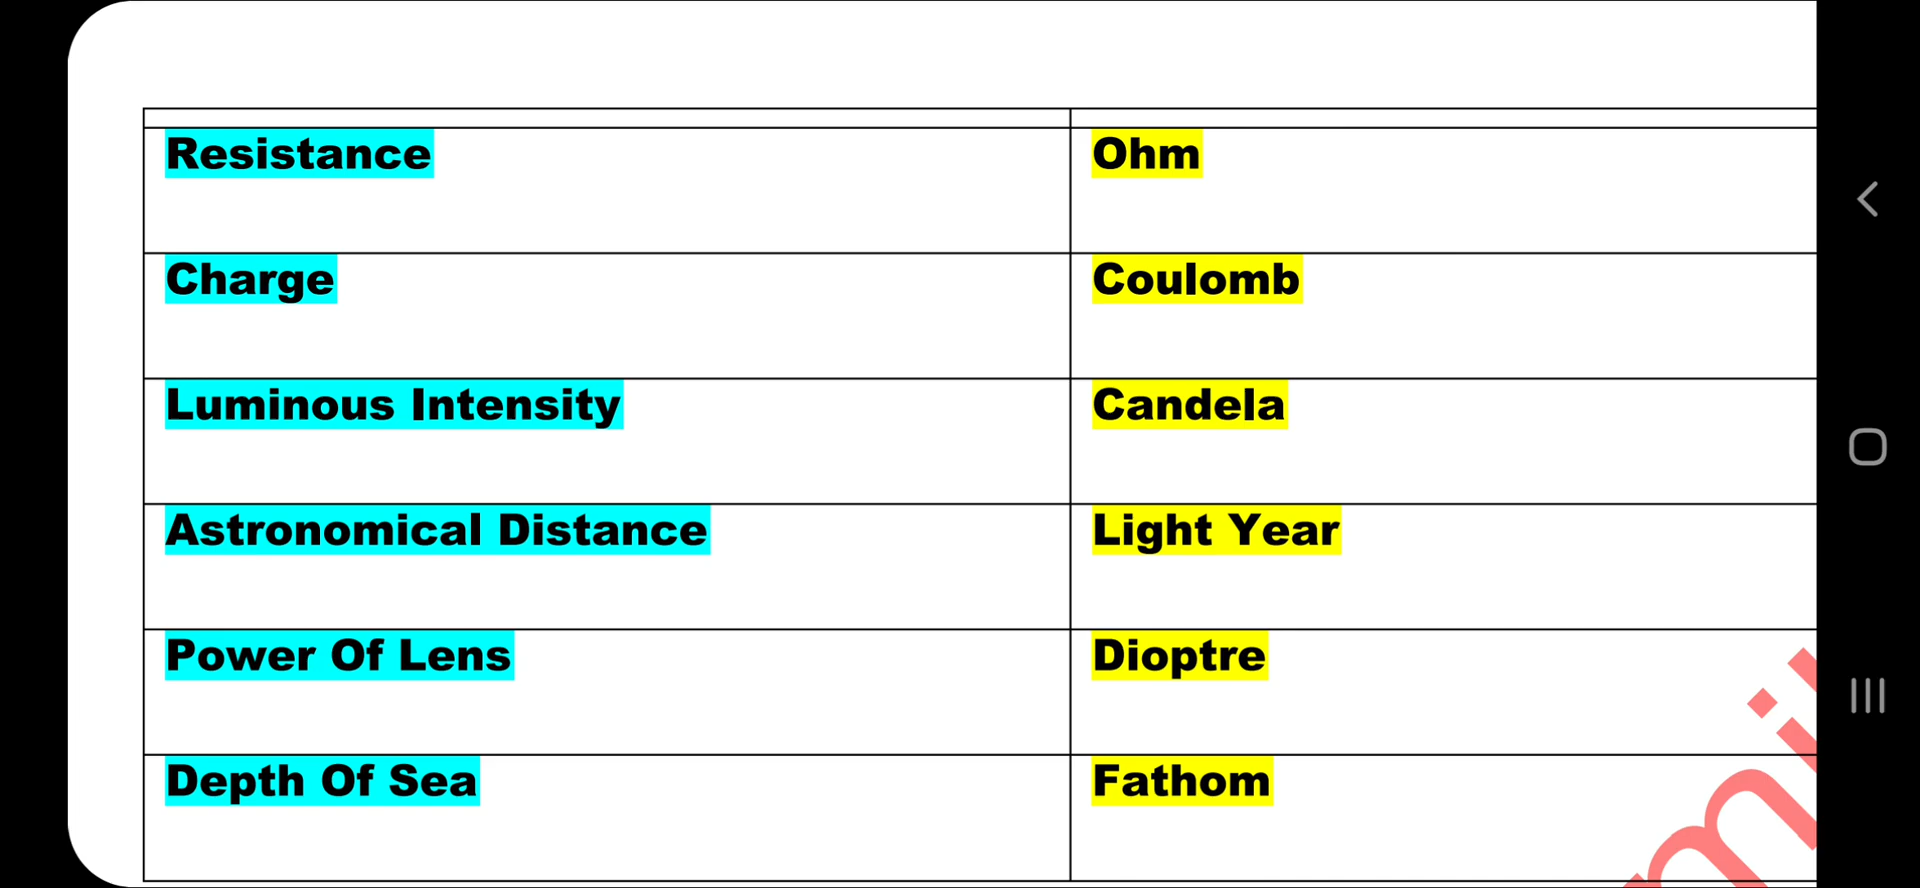 Resistance Ohm
Charge Coulomb
Luminous Intensity Candela
Astronomical Distance Light Year
Power Of Lens Dioptre
Depth Of Sea Fathom